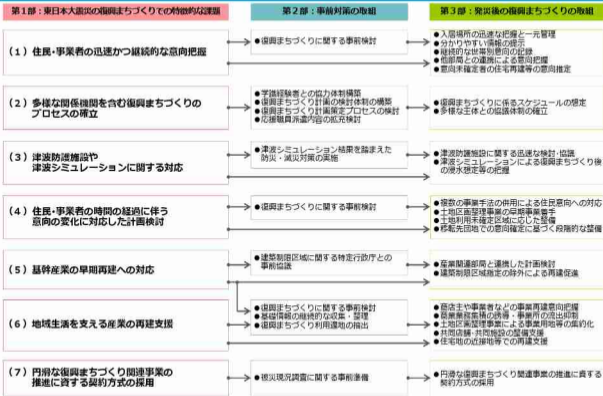 第1部：東日本大震災の復興まちづくりでの特徴的な課題
第2部：事前対策の取組
第3部：発災後の復興まちづくりの取組
（1）住民・事業者の迅速かつ継続的な意向把握
●復興まちづくりに関する事前検討
●入居場所の迅速な把握と一元管理
●分かりやすい情報の提示
●継続的な世帯別意向の記録
●他部局との連携による意向把握
●意向未確定者の住宅再建等の意向推定
（2）多様な関係機関を含む復興まちづくりの
プロセスの確立
●学識経験者との協力体制構築
●復興まちづくり計画の検討体制の構築
●復興まちづくり計画策定プロセスの検討
●応援職員派遣内容の拡充検討
●復興まちづくりに係るスケジュールの想定
●多様な主体との協議体制の確立
（3）津波防護施設や
津波シミュレーションに関する対応
●津波シミュレーション結果を踏まえた
防災・減災対策の実施
●津波防護施設に関する迅速な検討・協議
●津波シミュレーションによる復興まちづくり後
の浸水想定等の把握
（4）住民・事業者の時間の経過に伴う
意向の変化に対応した計画検討
●復興まちづくりに関する事前検討
●複数の事業手法の併用による住民意向への対応
●土地区画整理事業の早期事業着手
●土地利用未確定区域に応じた整備
●移転先団地での意向確定に基づく段階的な整備
（5）基幹産業の早期再建への対応
●建築制限区域に関する特定行政庁との
事前協議
●産業関連部局と連携した計画検討
●建築制限区域指定の除外による再建促進
（6）地域生活を支える産業の再建支援
●復興まちづくりに関する事前検討
●基礎情報の継続的な収集・整理
●復興まちづくり利用適地の抽出
●商店主や事業者などの事業再建意向把握
●商業業務集積の誘導・事業所の流出抑制
●土地区画整理事業による事業用地等の集約化
●共同店舗・共同施設の整備支援
●住宅地の近接地等での再建支援
（7）円滑な復興まちづくり関連事業の
推進に資する契約方式の採用
●被災現況調査に関する事前準備
●円滑な復興まちづくり関連事業の推進に資する
契約方式の採用